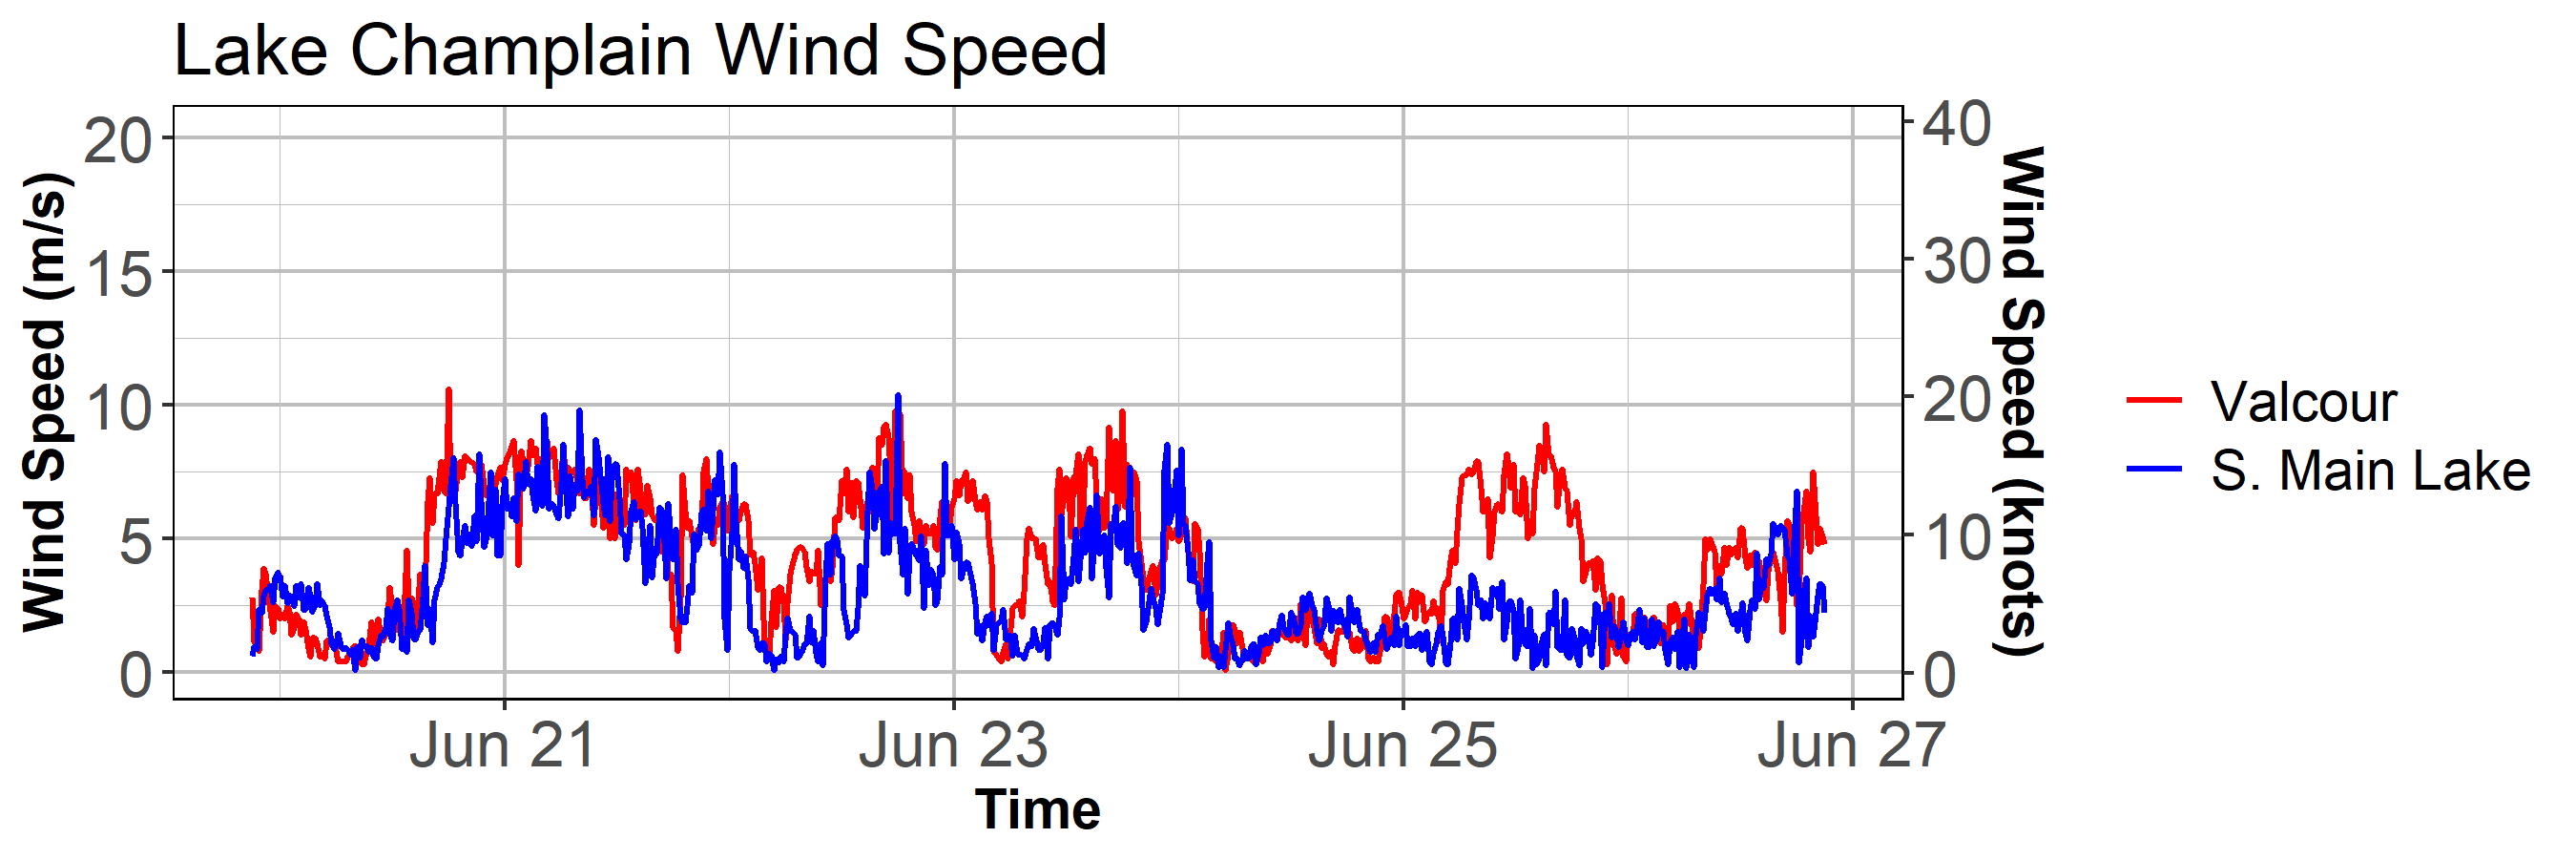 Lake Champlain Wind Speed
Wind Speed (m/s)
20
15
10
5
0
40
30
20
10
0
Wind Speed (knots)
Jun 21
Jun 23
Jun 25
Jun 27
Time
Valcour
S. Main Lake